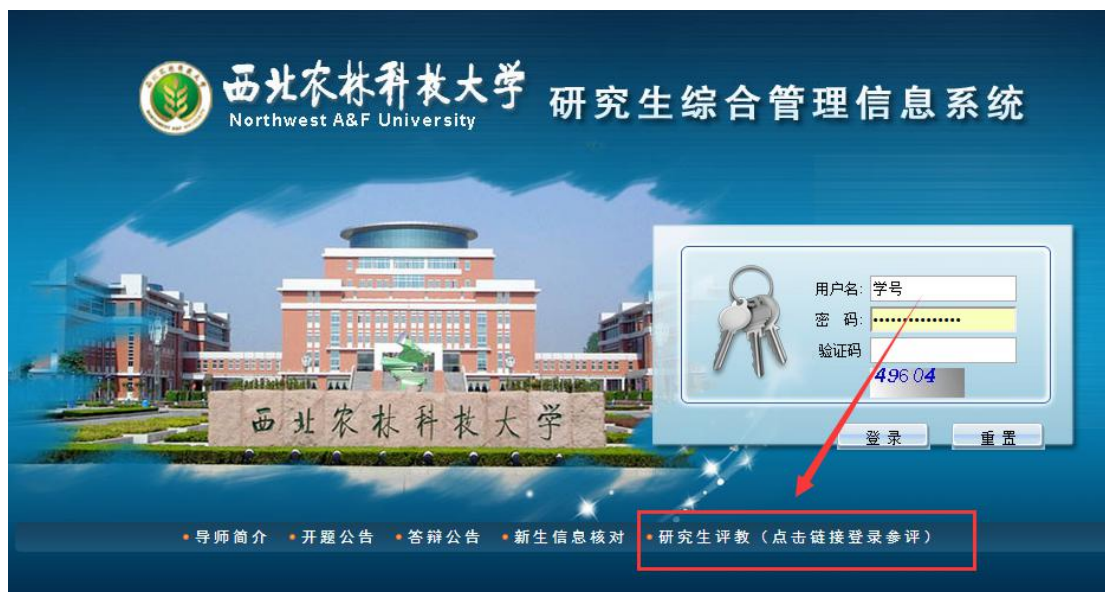 西北农林科技大学
Northwest A&F University
研究生综合管理信息系统
用户名: 学号
密 码: ••••••••••••••
验证码
49604
登录
重置
西北农林科技大学
•导师简介 •开题公告 •答辩公告 •新生信息核对 •研究生评教（点击链接登录参评）